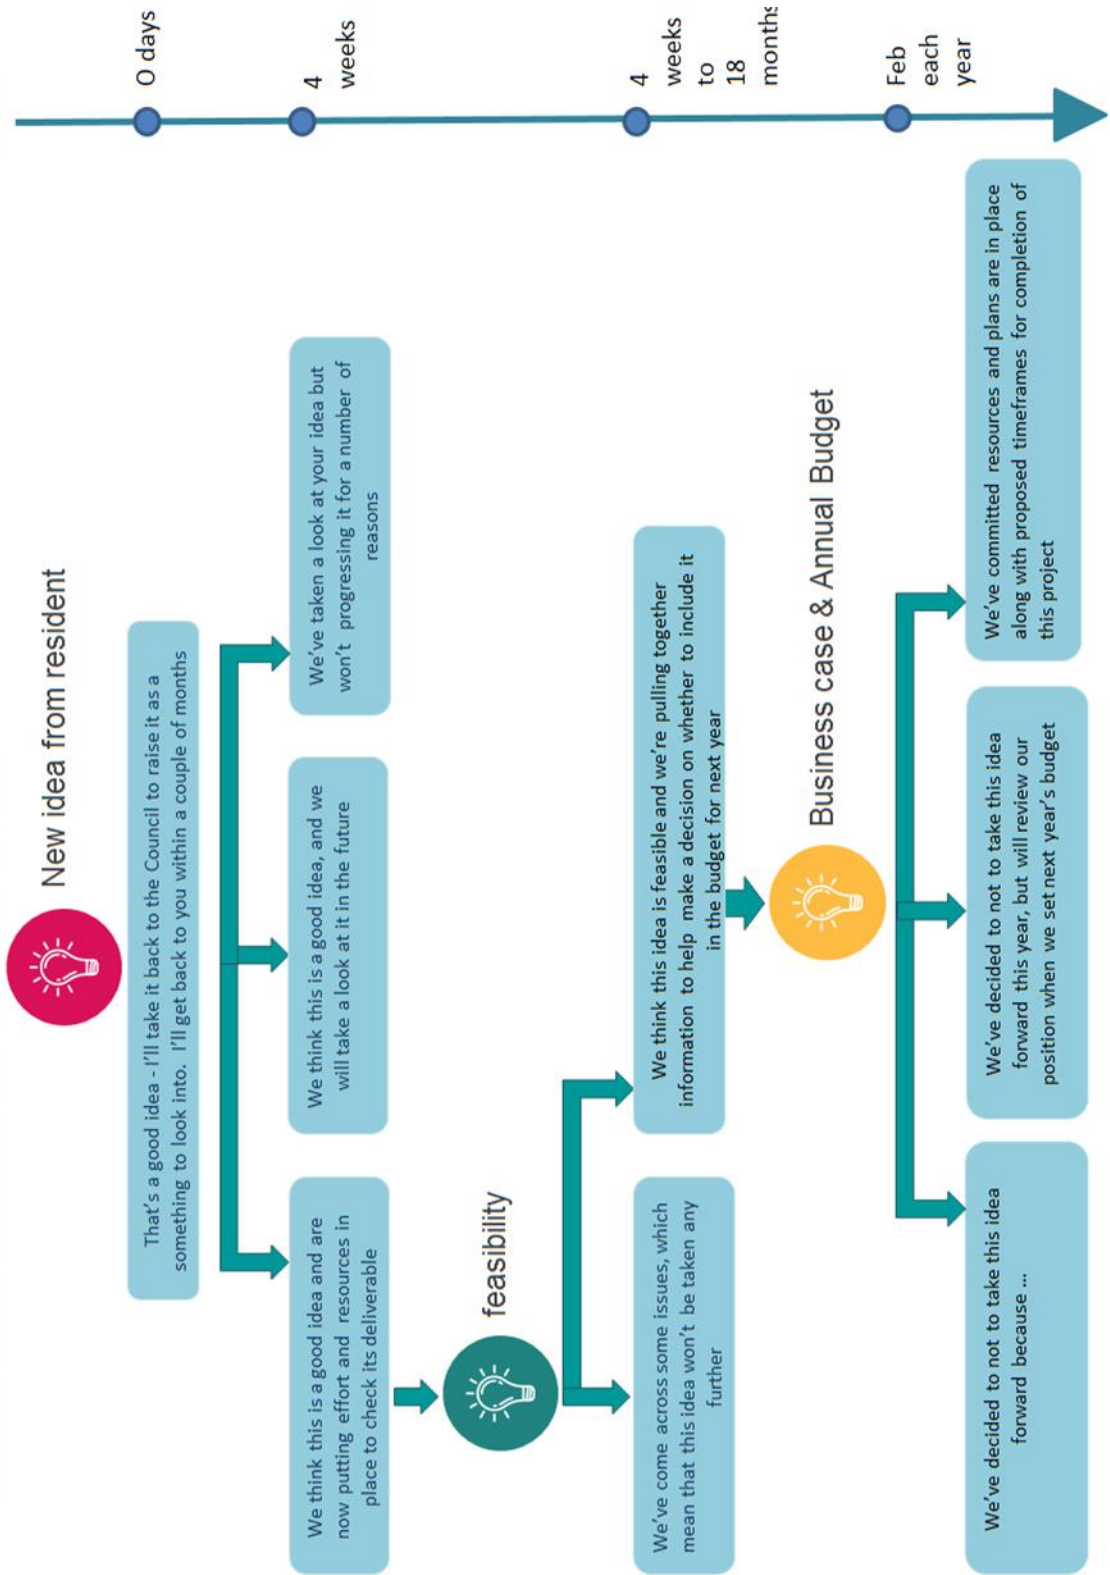 New idea from resident
That's a good idea - I'll take it back to the Council to raise it as a
something to look into.  I'll get back to you within a couple of months
O days
We think this is a good idea and are
now putting effort and resources in
place to check its deliverable
We think this is a good idea, and we
will take a look at it in the future
We've taken a look at your idea but
won't progressing it for a number of
reasons
4
weeks
feasibility
We've come across some issues, which
mean that this idea won't be taken any
further
We think this idea is feasible and we're pulling together
information to help make a decision on whether to include it
in the budget for next year
4
weeks
to
18
months
Business case & Annual Budget
We've decided to not to take this idea
forward because ...
We've decided to not to take this idea
forward this year, but will review our
position when we set next year's budget
We've committed resources and plans are in place
along with proposed timeframes for completion of
this project
Feb
each
year